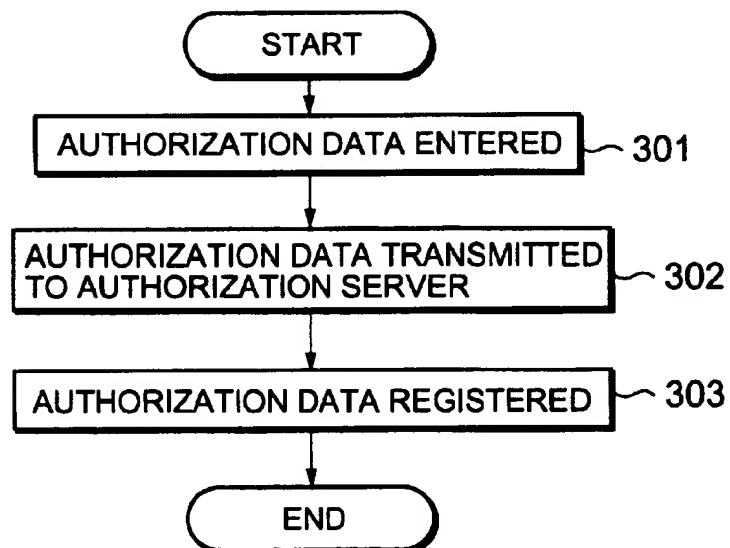 START
AUTHORIZATION DATA ENTERED
301
AUTHORIZATION DATA TRANSMITTED
TO AUTHORIZATION SERVER
302
AUTHORIZATION DATA REGISTERED
303
END